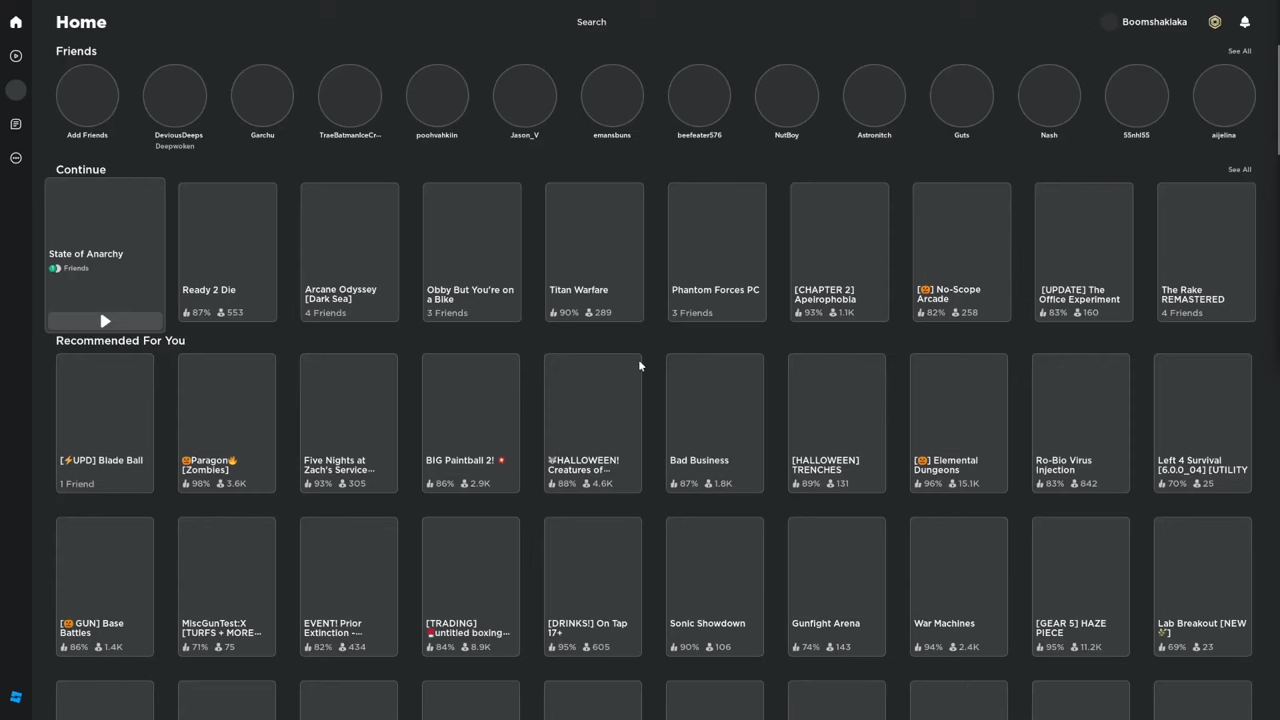 Home
Search
Boomshaklaka
Friends
See All
Add Friends
DeviousDeeps
Deepwoken
Garchu
TraeBatmanIceCr...
poohvahkiin
Jason_V
emansbuns
beefeater576
NutBoy
Astronitch
Guts
Nash
55nhl55
aijelina
Continue
See All
State of Anarchy
Friends
Ready 2 Die
87% 553
Arcane Odyssey
[Dark Sea]
4 Friends
Obby But You're on
a Bike
3 Friends
Titan Warfare
90% 289
Phantom Forces PC
3 Friends
[CHAPTER 2]
Apeirophobia
93% 1.1K
[🎃] No-Scope
Arcade
82% 258
[UPDATE] The
Office Experiment
83% 160
The Rake
REMASTERED
4 Friends
Recommended For You
[⚡UPD] Blade Ball
1 Friend
🎃Paragon🔥
[Zombies]
98% 3.6K
Five Nights at
Zach's Service...
93% 305
BIG Paintball 2! 💥
86% 2.9K
🐺HALLOWEEN!
Creatures of...
88% 4.6K
Bad Business
87% 1.8K
[HALLOWEEN]
TRENCHES
89% 131
[🎃] Elemental
Dungeons
96% 15.1K
Ro-Bio Virus
Injection
83% 842
Left 4 Survival
[6.0.0_04] [UTILITY
70% 25
[🎃 GUN] Base
Battles
86% 1.4K
MiscGunTest:X
[TURFS + MORE...
71% 75
EVENT! Prior
Extinction -...
82% 434
[TRADING]
🥊untitled boxing...
84% 8.9K
[DRINKS!] On Tap
17+
95% 605
Sonic Showdown
90% 106
Gunfight Arena
74% 143
War Machines
94% 2.4K
[GEAR 5] HAZE
PIECE
95% 11.2K
Lab Breakout [NEW
]
69% 23